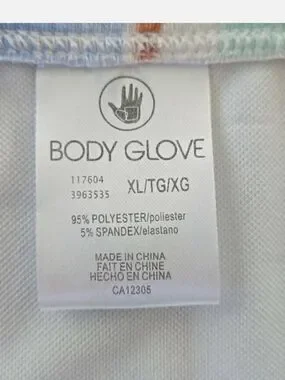 BODY GLOVE
117604
3963535
XL/TG/XG
95% POLYESTER/poliester
5% SPANDEX/elastano
MADE IN CHINA
FAIT EN CHINE
HECHO EN CHINA
CA12305